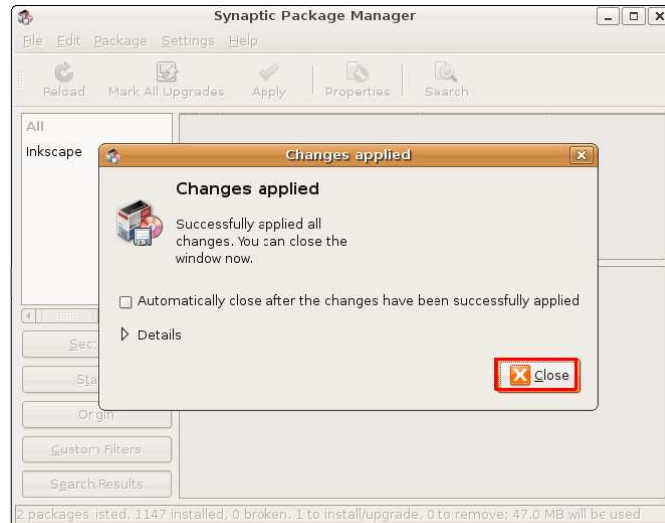 Synaptic Package Manager
File Edit Package Settings Help
Reload Mark All Upgrades Apply Properties Search
All
Inkscape
Changes applied
Changes applied
Successfully applied all
changes. You can close the
window now.
Automatically close after the changes have been successfully applied
Details
Close
Origin
Custom Filters
Search Results
2 packages listed, 1147 installed, 0 broken. 1 to install/upgrade, 0 to remove; 47.0 MB will be used